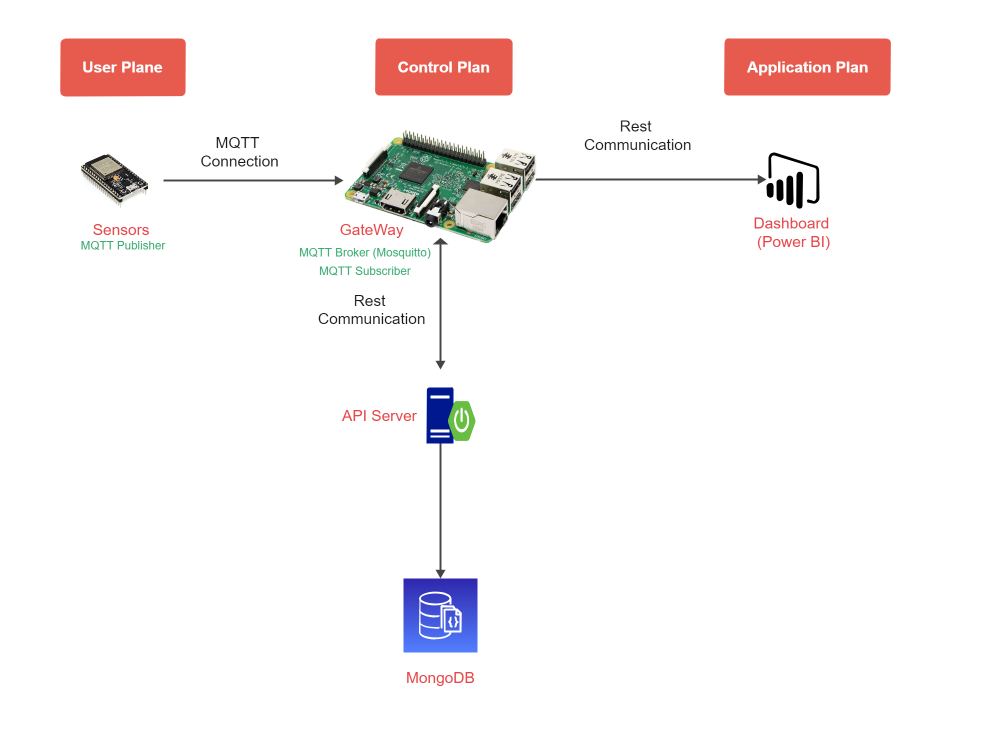 User Plane
Control Plan
Application Plan
MQTT
Connection
Rest
Communication
Sensors
MQTT Publisher
GateWay
MQTT Broker (Mosquitto)
MQTT Subscriber
Dashboard
(Power BI)
Rest
Communication
API Server
{}
MongoDB